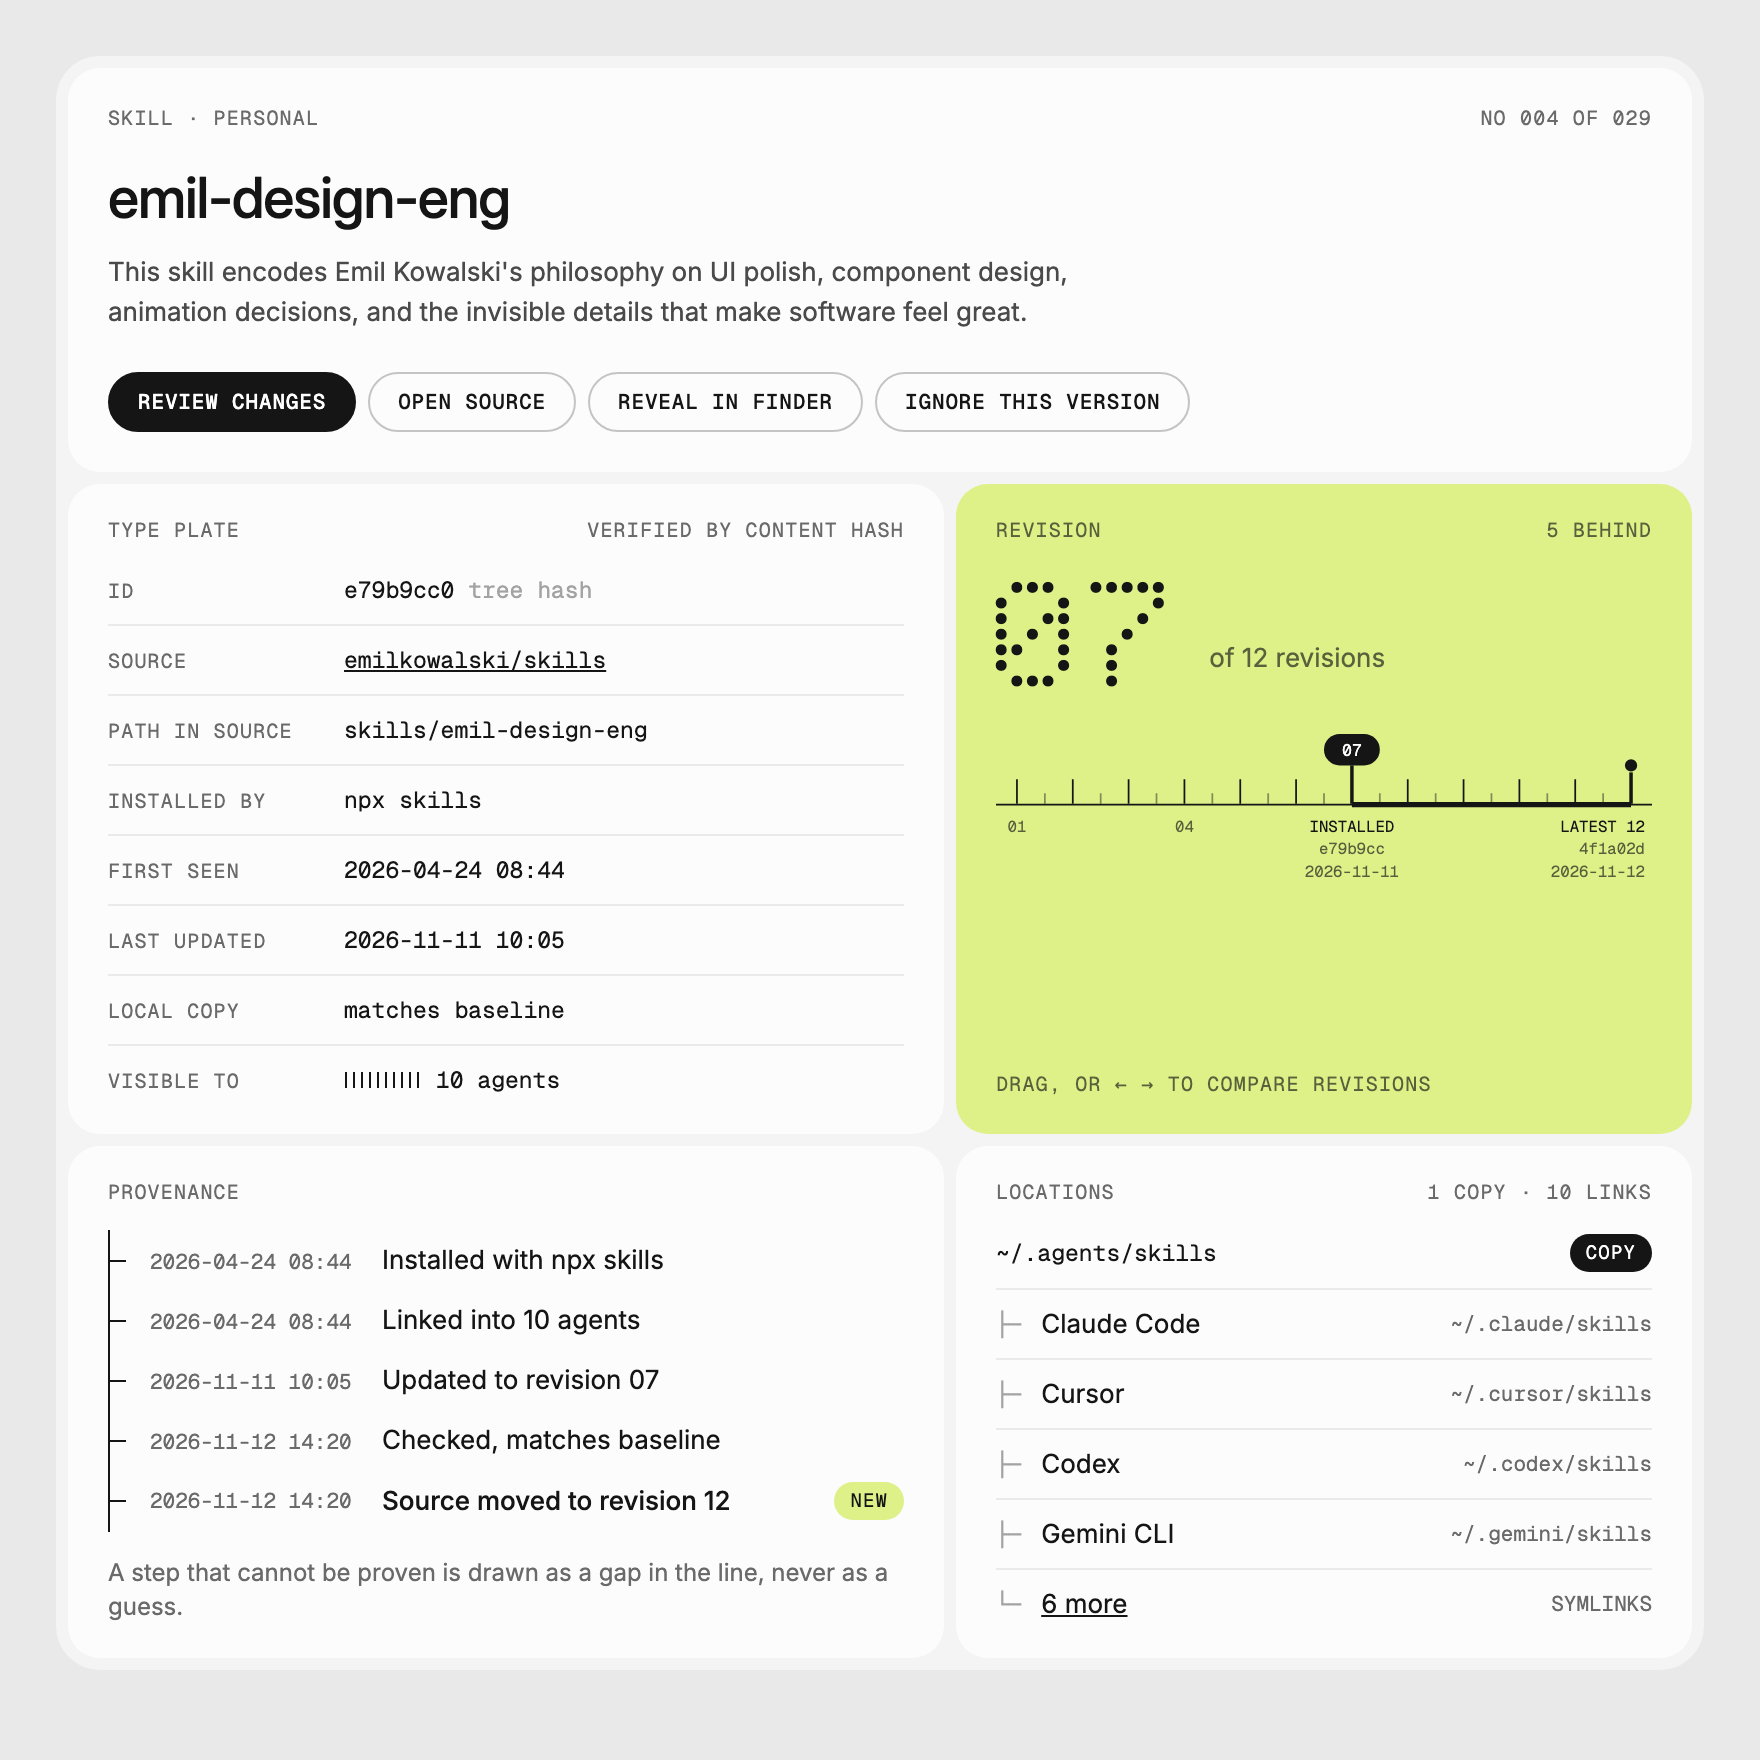 SKILL · PERSONAL
NO 004 OF 029
emil-design-eng
This skill encodes Emil Kowalski's philosophy on UI polish, component design,
animation decisions, and the invisible details that make software feel great.
REVIEW CHANGES
OPEN SOURCE
REVEAL IN FINDER
IGNORE THIS VERSION
TYPE PLATE
VERIFIED BY CONTENT HASH
ID e79b9cc0 tree hash
SOURCE emilkowalski/skills
PATH IN SOURCE skills/emil-design-eng
INSTALLED BY npx skills
FIRST SEEN 2026-04-24 08:44
LAST UPDATED 2026-11-11 10:05
LOCAL COPY matches baseline
VISIBLE TO 10 agents
REVISION
5 BEHIND
07 of 12 revisions
07
01 04 INSTALLED LATEST 12
e79b9cc 4f1a02d
2026-11-11 2026-11-12
DRAG, OR ← → TO COMPARE REVISIONS
PROVENANCE
2026-04-24 08:44 Installed with npx skills
2026-04-24 08:44 Linked into 10 agents
2026-11-11 10:05 Updated to revision 07
2026-11-12 14:20 Checked, matches baseline
2026-11-12 14:20 Source moved to revision 12 NEW
A step that cannot be proven is drawn as a gap in the line, never as a
guess.
LOCATIONS
1 COPY · 10 LINKS
~/.agents/skills COPY
Claude Code ~/.claude/skills
Cursor ~/.cursor/skills
Codex ~/.codex/skills
Gemini CLI ~/.gemini/skills
6 more SYMLINKS